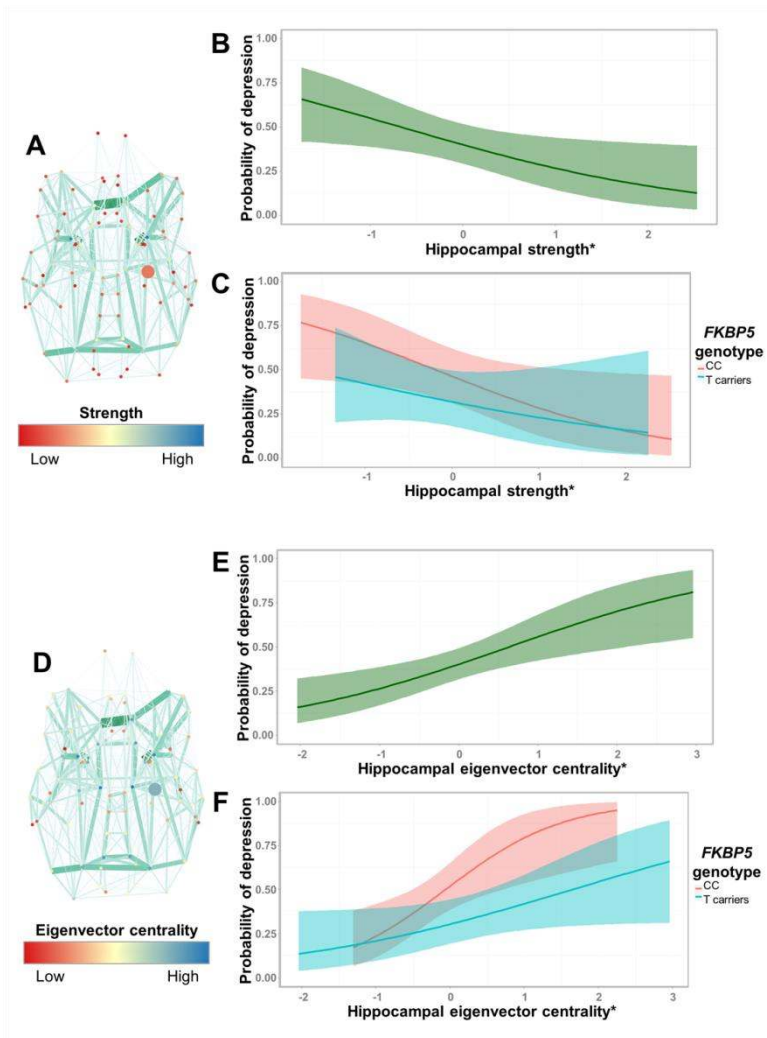 A
Strength
Low High
B
Probability of depression
1.00
0.75
0.50
0.25
0.00
-1 0 1 2
Hippocampal strength*
C
Probability of depression
1.00
0.75
0.50
0.25
0.00
-1 0 1 2
Hippocampal strength*
FKBP5
genotype
CC
T carriers
D
Eigenvector centrality
Low High
E
Probability of depression
1.00
0.75
0.50
0.25
0.00
-2 -1 0 1 2 3
Hippocampal eigenvector centrality*
F
Probability of depression
1.00
0.75
0.50
0.25
0.00
-2 -1 0 1 2 3
Hippocampal eigenvector centrality*
FKBP5
genotype
CC
T carriers